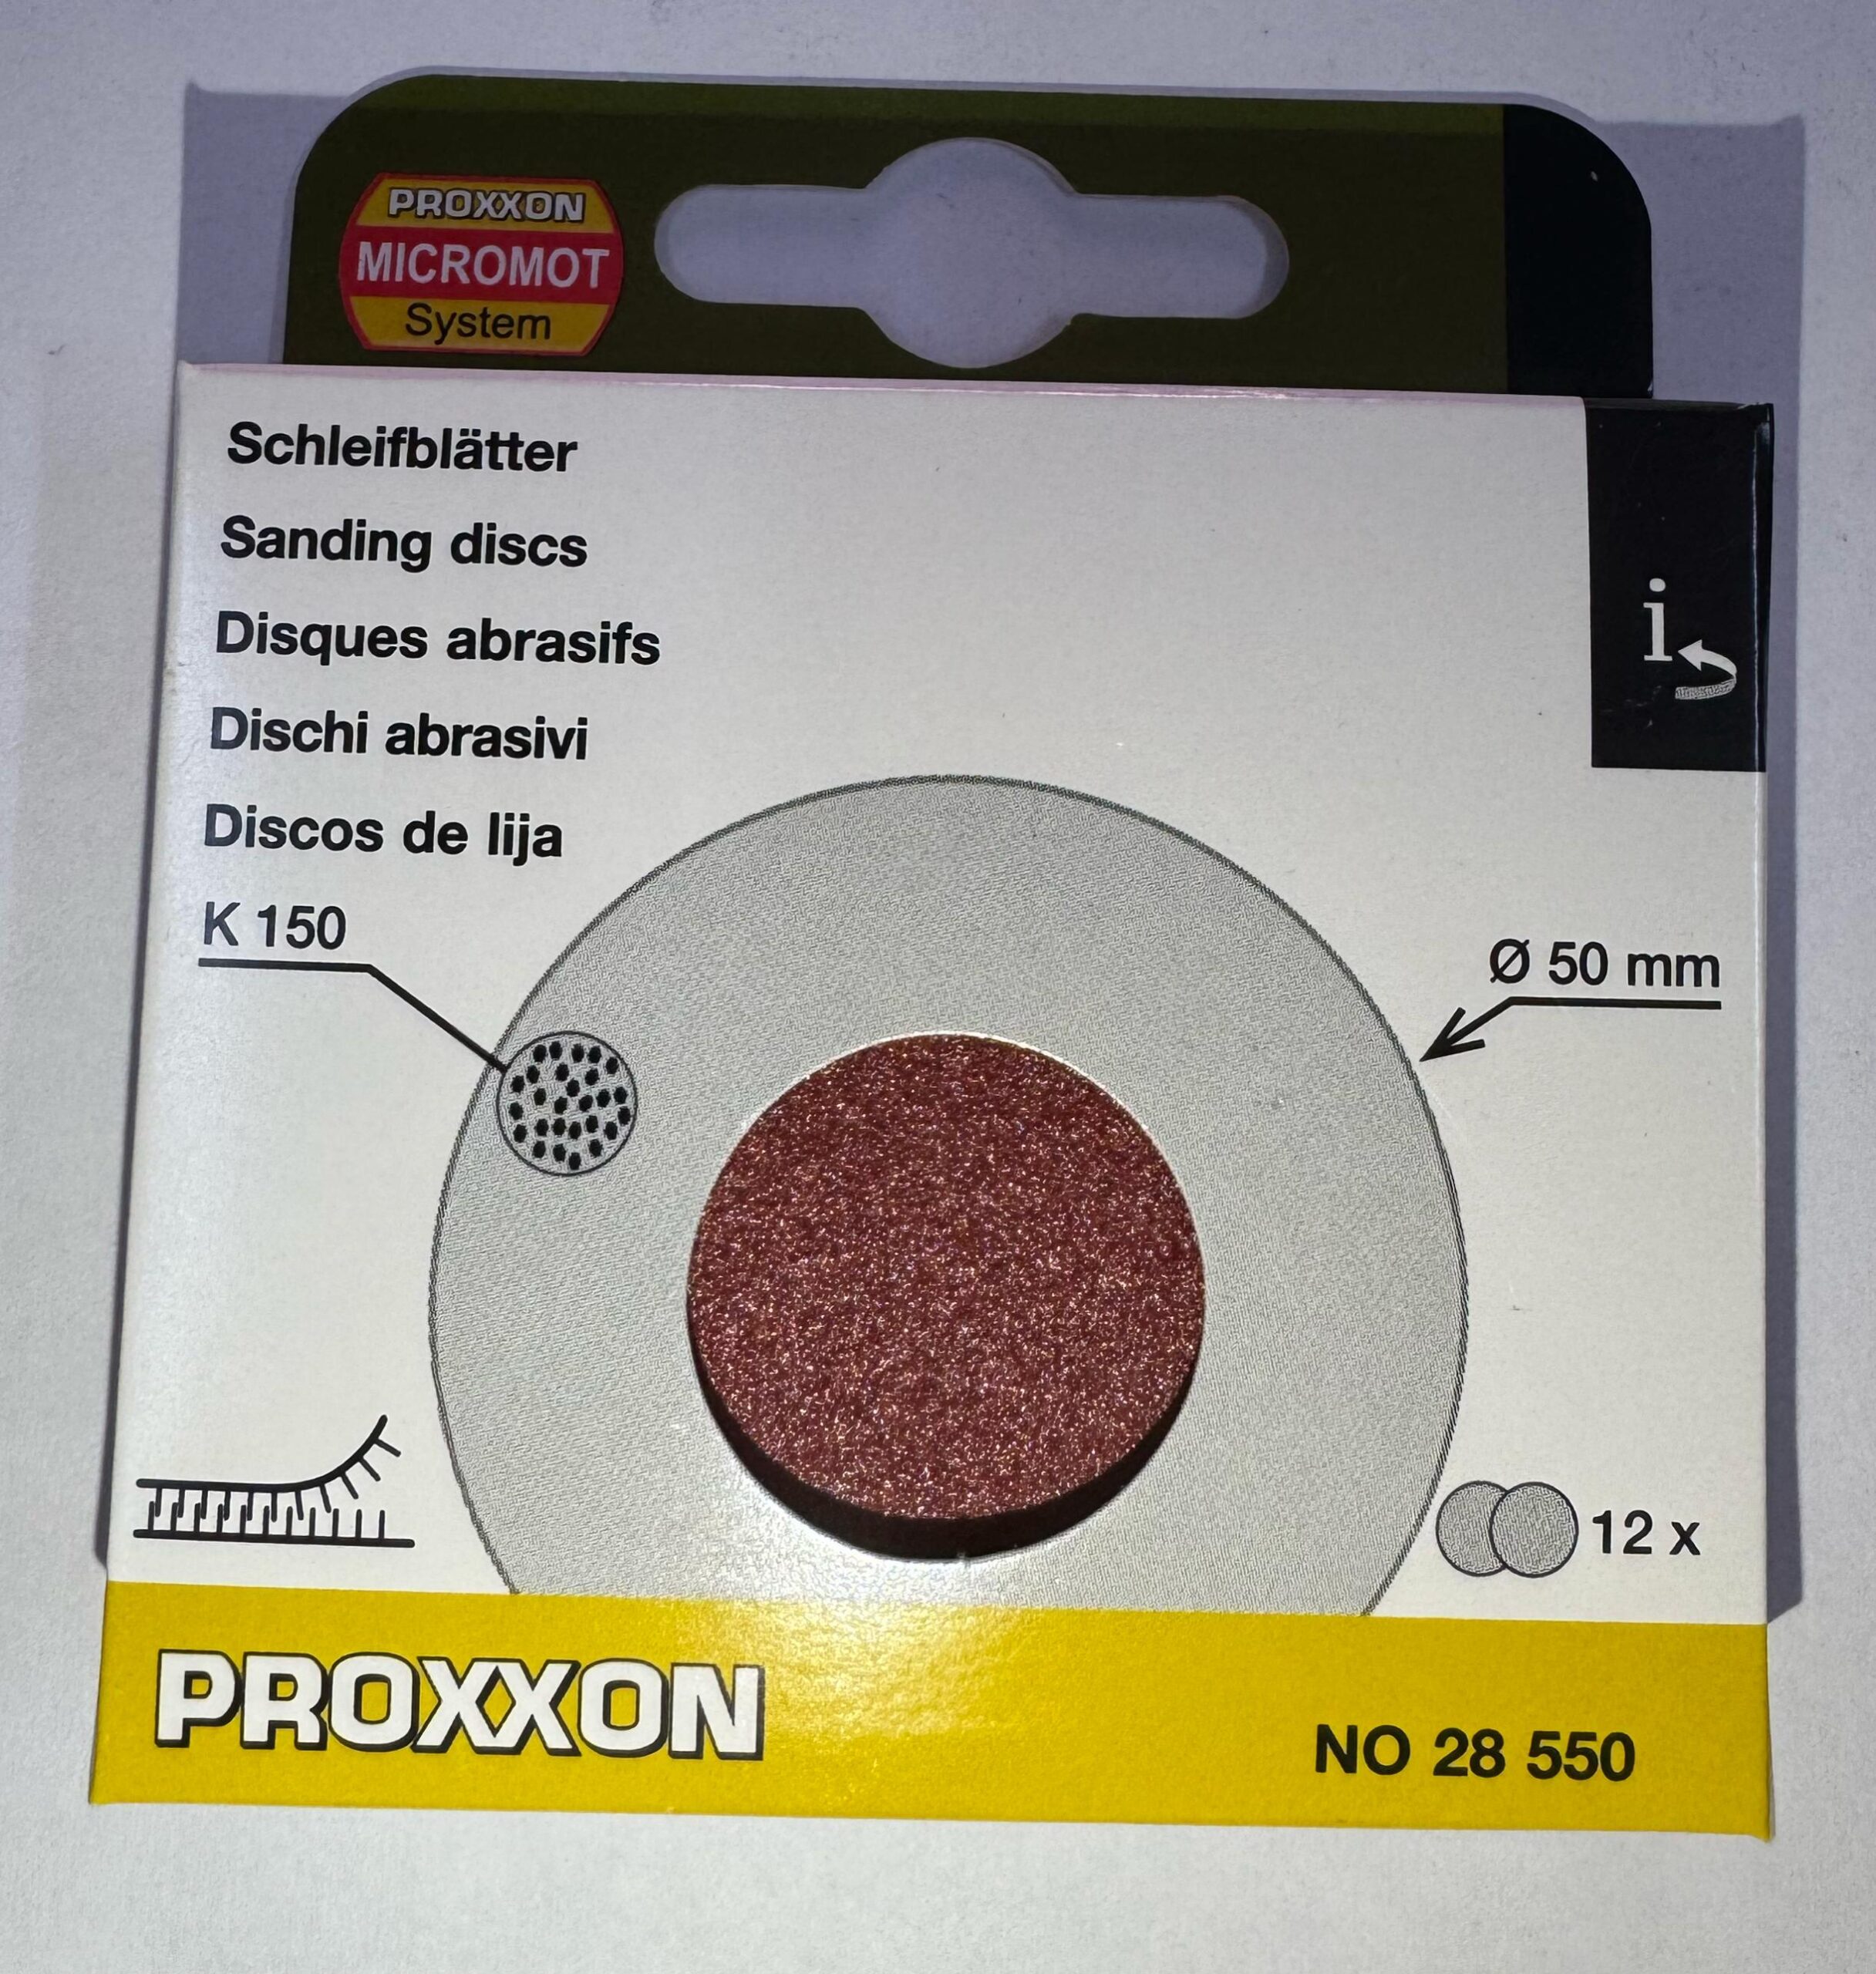 PROXXON
MICROMOT
System
Schleifblätter
Sanding discs
Disques abrasifs
Dischi abrasivi
Discos de lija
K 150
Ø 50 mm
i
12 x
PROXXON
NO 28 550